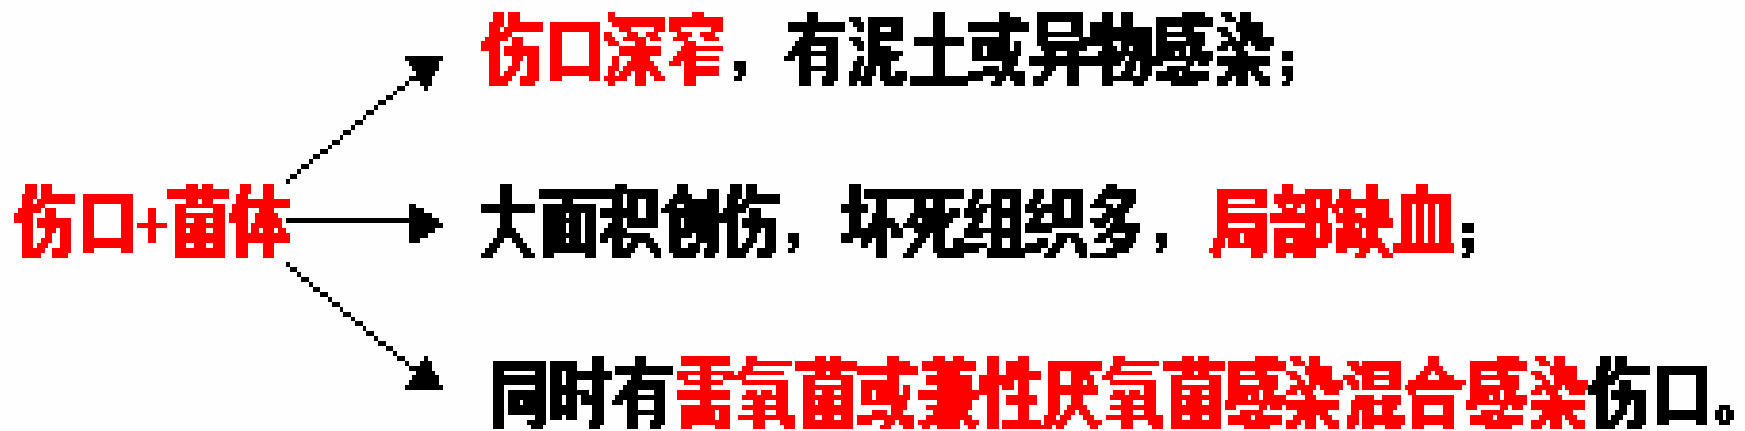 伤口深窄，有泥土或异物感染；
伤口+菌体
大面积创伤，坏死组织多，局部缺血；
同时有需氧菌或兼性厌氧菌感染混合感染伤口。